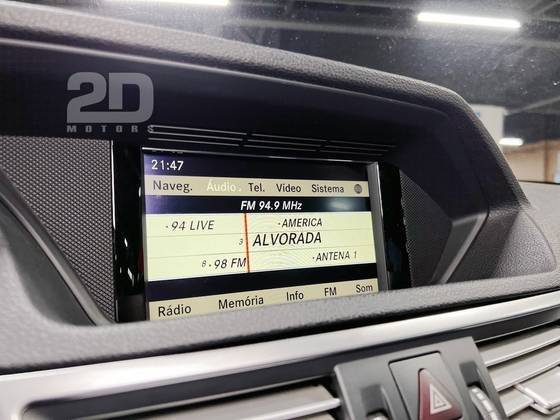 2D
MOTORS
21:47
Naveg. Áudio Tel. Video Sistema
FM 94.9 MHz
94 LIVE AMERICA
3 ALVORADA
8 98 FM ANTENA 1
Rádio Memória Info FM Som